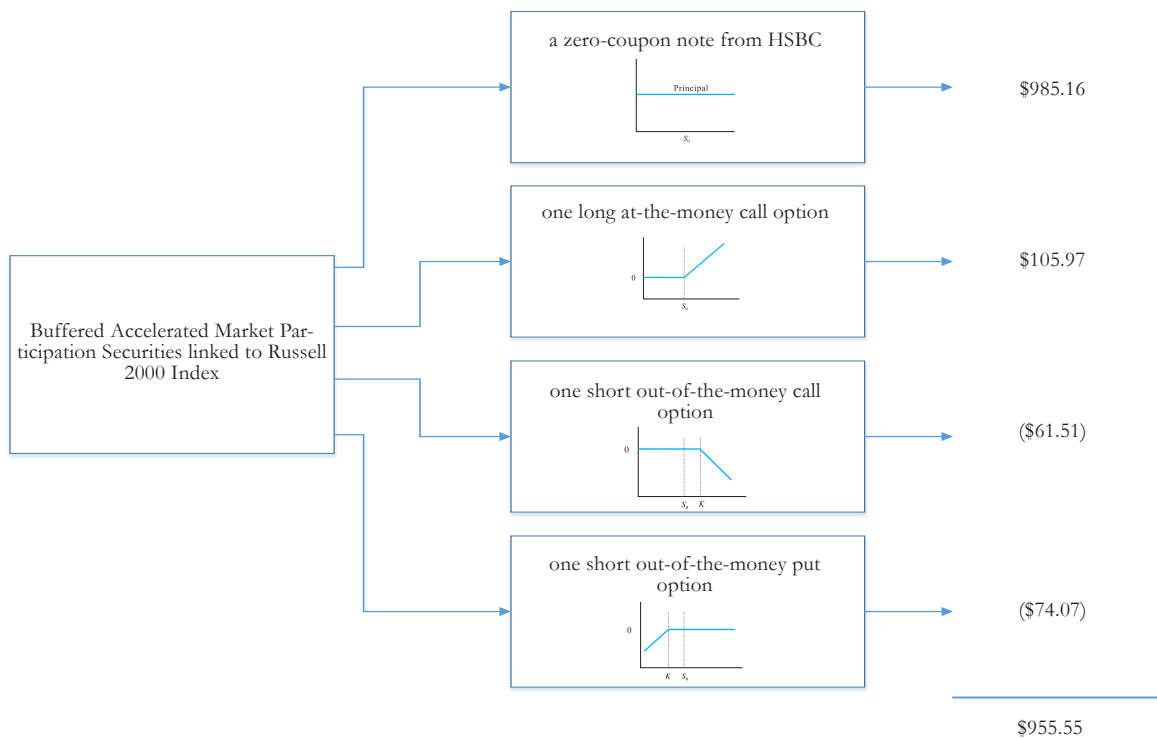 a zero-coupon note from HSBC
Principal
S₀
$985.16
one long at-the-money call option
0
S₀
$105.97
Buffered Accelerated Market Par-
ticipation Securities linked to Russell
2000 Index
one short out-of-the-money call
option
0
S₀ K
($61.51)
one short out-of-the-money put
option
0
K S₀
($74.07)
$955.55